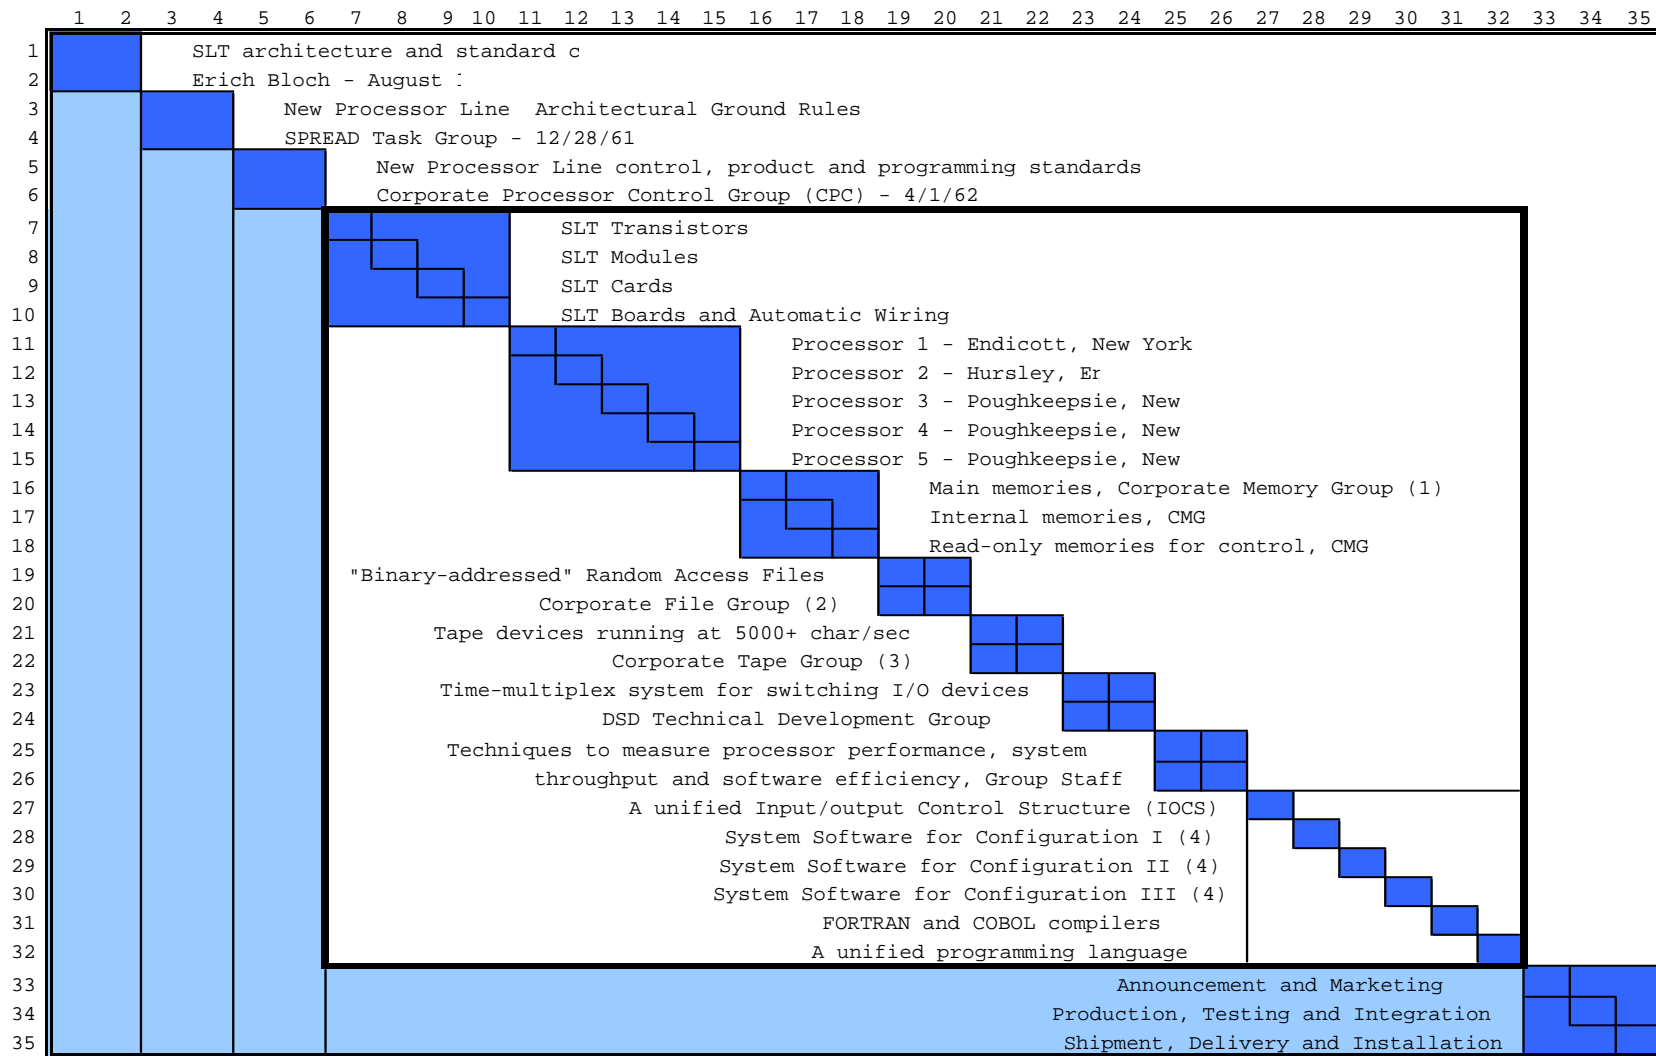 1 2 3 4 5 6 7 8 9 10 11 12 13 14 15 16 17 18 19 20 21 22 23 24 25 26 27 28 29 30 31 32 33 34 35
1 SLT architecture and standard c
2 Erich Bloch - August
3 New Processor Line Architectural Ground Rules
4 SPREAD Task Group - 12/28/61
5 New Processor Line control, product and programming standards
6 Corporate Processor Control Group (CPC) - 4/1/62
7 SLT Transistors
8 SLT Modules
9 SLT Cards
10 SLT Boards and Automatic Wiring
11 Processor 1 - Endicott, New York
12 Processor 2 - Hursley,
13 Processor 3 - Poughkeepsie, New
14 Processor 4 - Poughkeepsie, New
15 Processor 5 - Poughkeepsie, New
16 Main memories, Corporate Memory Group (1)
17 Internal memories, CMG
18 Read-only memories for control, CMG
19 "Binary-addressed" Random Access Files
20 Corporate File Group (2)
21 Tape devices running at 5000+ char/sec
22 Corporate Tape Group (3)
23 Time-multiplex system for switching I/O devices
24 DSD Technical Development Group
25 Techniques to measure processor performance, system
26 throughput and software efficiency, Group Staff
27 A unified Input/output Control Structure (IOCS)
28 System Software for Configuration I (4)
29 System Software for Configuration II (4)
30 System Software for Configuration III (4)
31 FORTRAN and COBOL compilers
32 A unified programming language
33 Announcement and Marketing
34 Production, Testing and Integration
35 Shipment, Delivery and Installation